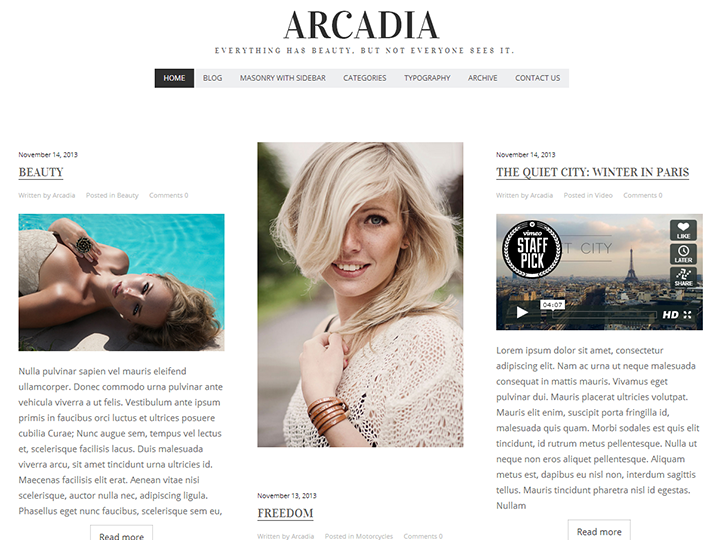 ARCADIA
EVERYTHING HAS BEAUTY, BUT NOT EVERYONE SEES IT.
HOME BLOG MASONRY WITH SIDEBAR CATEGORIES TYPOGRAPHY ARCHIVE CONTACT US
November 14, 2013
BEAUTY
Written by Arcadia Posted in Beauty Comments 0
Nulla pulvinar sapien vel mauris eleifend
ullamcorper. Donec commodo urna pulvinar ante
vehicula viverra a ut felis. Vestibulum ante ipsum
primis in faucibus orci luctus et ultrices posuere
cubilia Curae; Nunc augue sem, tempus vel lectus
et, scelerisque facilisis lacus. Duis malesuada
viverra arcu, sit amet tincidunt urna ultricies id.
Maecenas facilisis elit erat. Aenean vitae nisi
scelerisque, auctor nulla nec, adipiscing ligula.
Phasellus eget nunc faucibus, scelerisque sem eu,
Read more
November 13, 2013
FREEDOM
Written by Arcadia Posted in Motorcycles Comments 0
November 14, 2013
THE QUIET CITY: WINTER IN PARIS
Written by Arcadia Posted in Video Comments 0
vimeo
STAFF
PICK
T CITY
LIKE
LATER
SHARE
04:07
HD
Lorem ipsum dolor sit amet, consectetur
adipiscing elit. Nam ac urna ut neque malesuada
consequat in mattis mauris. Vivamus eget
pulvinar dui. Mauris placerat ultricies volutpat.
Mauris elit enim, suscipit porta fringilla id,
malesuada quis quam. Morbi sodales est quis elit
tincidunt, id rutrum metus pellentesque. Nulla ut
neque non eros aliquet pellentesque. Aliquam
metus est, dapibus eu nisl non, interdum sagittis
tellus. Mauris tincidunt pharetra nisl id egestas.
Nullam
Read more